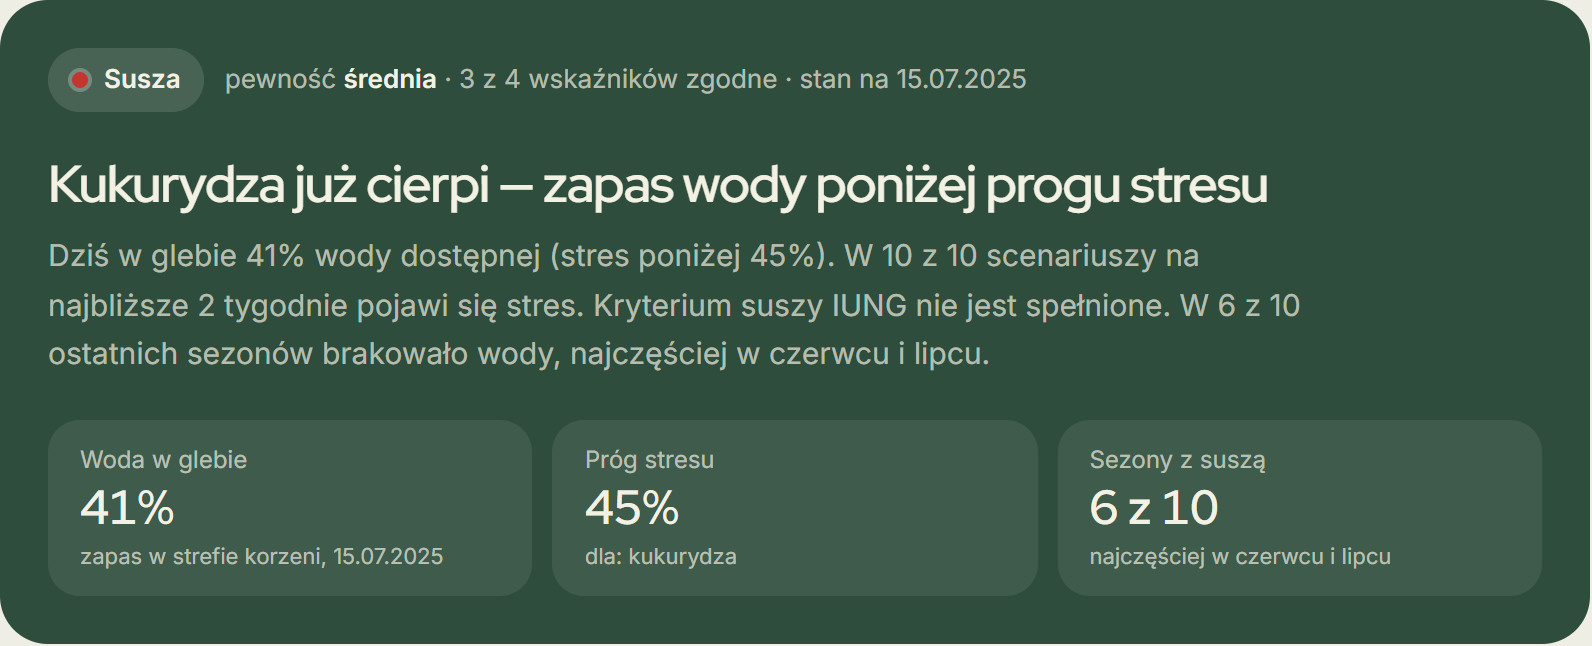 Susza
pewność średnia · 3 z 4 wskaźników zgodne · stan na 15.07.2025
Kukurydza już cierpi — zapas wody poniżej progu stresu
Dziś w glebie 41% wody dostępnej (stres poniżej 45%). W 10 z 10 scenariuszy na
najbliższe 2 tygodnie pojawi się stres. Kryterium suszy IUNG nie jest spełnione. W 6 z 10
ostatnich sezonów brakowało wody, najczęściej w czerwcu i lipcu.
Woda w glebie
41%
zapas w strefie korzeni, 15.07.2025
Próg stresu
45%
dla: kukurydza
Sezony z suszą
6 z 10
najczęściej w czerwcu i lipcu